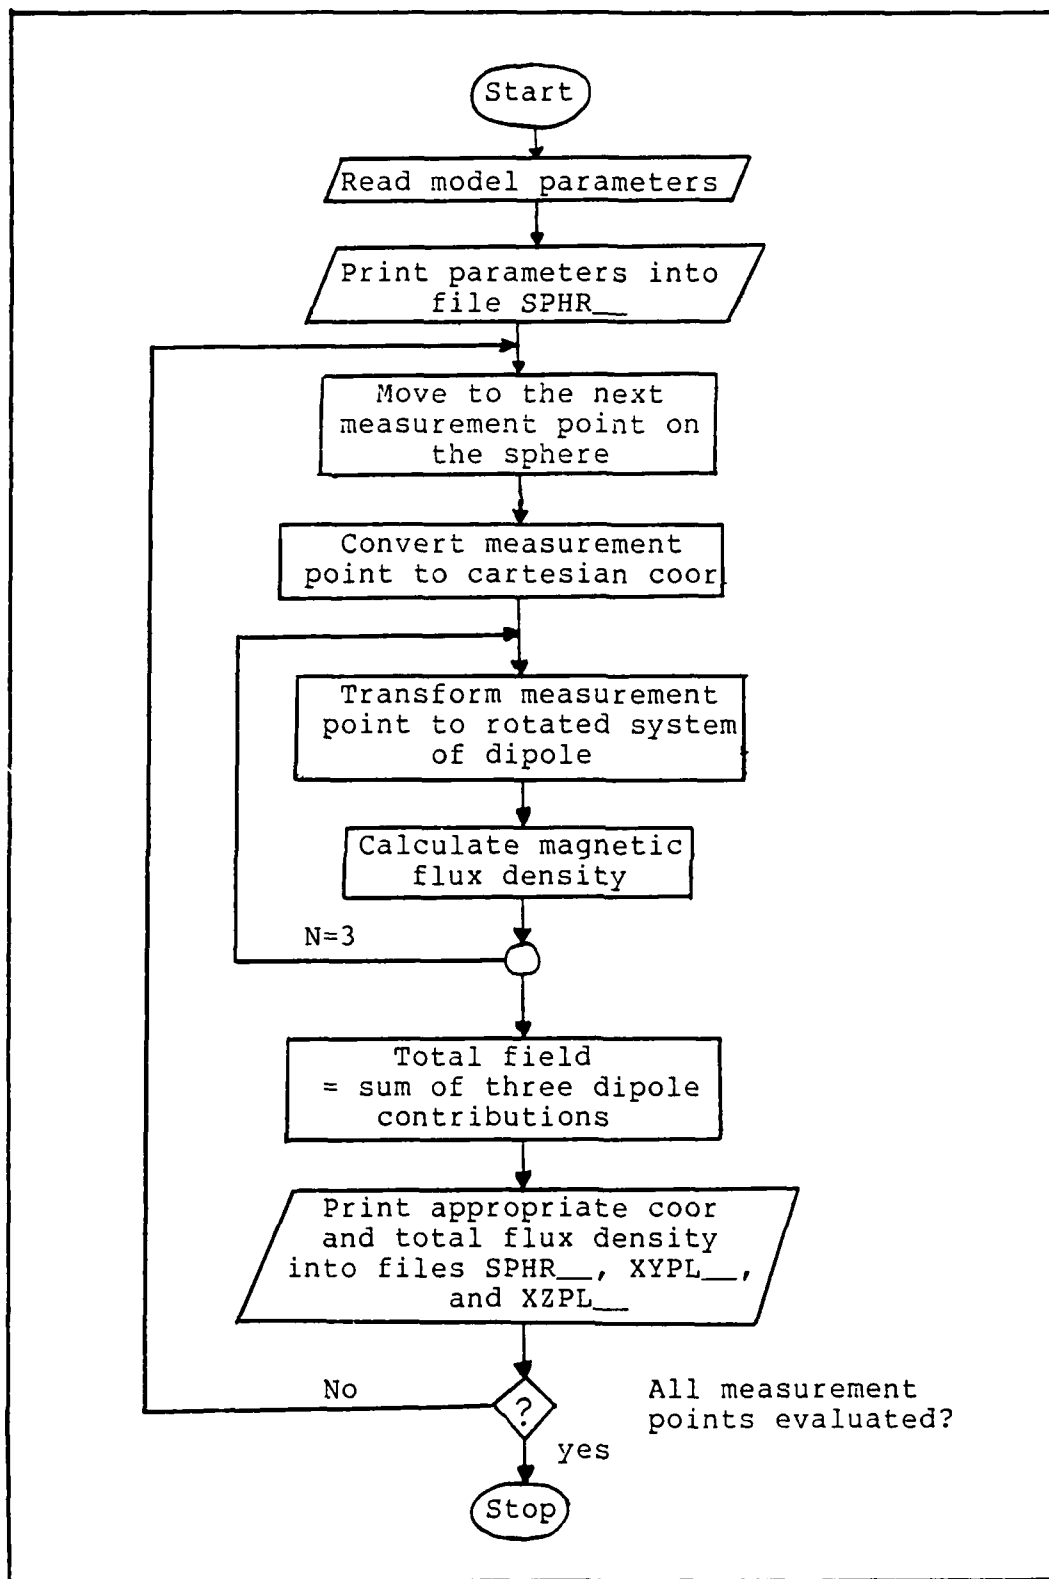 Start
Read model parameters
Print parameters into
file SPHR__
Move to the next
measurement point on
the sphere
Convert measurement
point to cartesian coor
Transform measurement
point to rotated system
of dipole
Calculate magnetic
flux density
N=3
Total field
= sum of three dipole
contributions
Print appropriate coor
and total flux density
into files SPHR__, XYPL__,
and XZPL__
No
?
All measurement
points evaluated?
yes
Stop